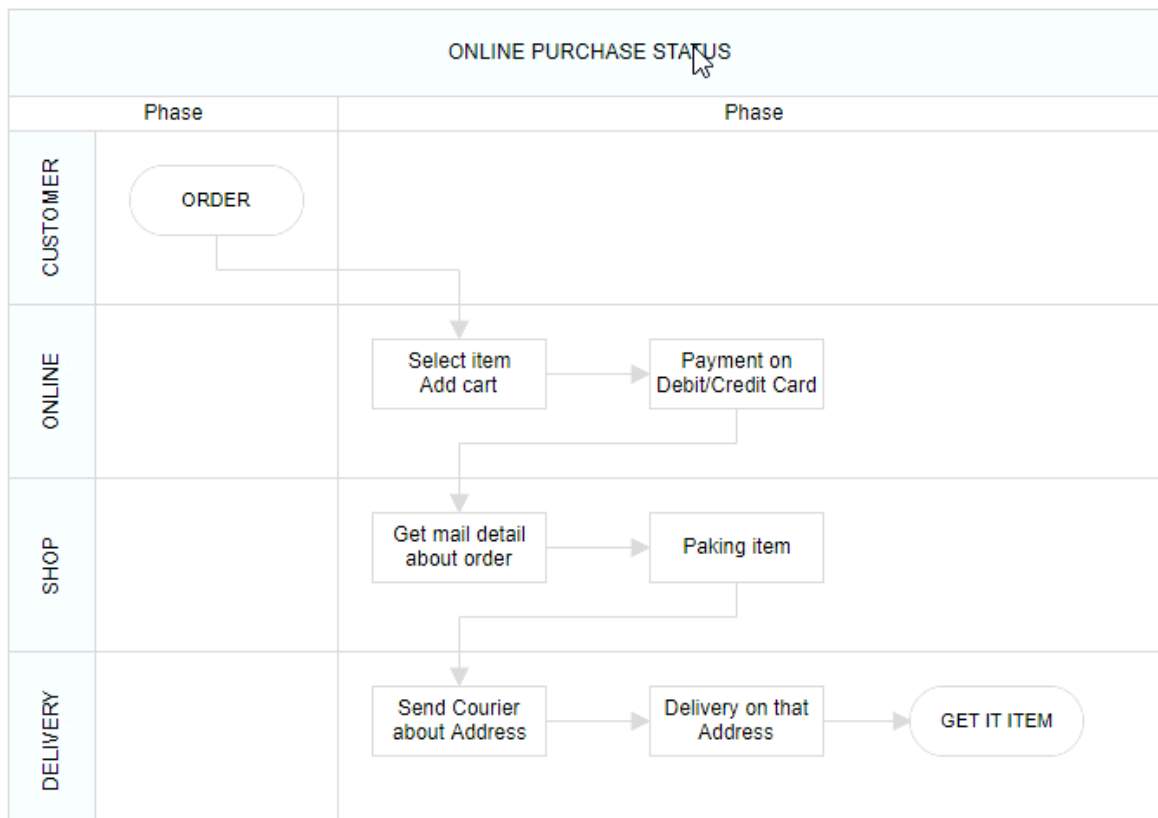 ONLINE PURCHASE STATUS
Phase
Phase
CUSTOMER
ORDER
ONLINE
Select item
Add cart
Payment on
Debit/Credit Card
SHOP
Get mail detail
about order
Paking item
DELIVERY
Send Courier
about Address
Delivery on that
Address
GET IT ITEM